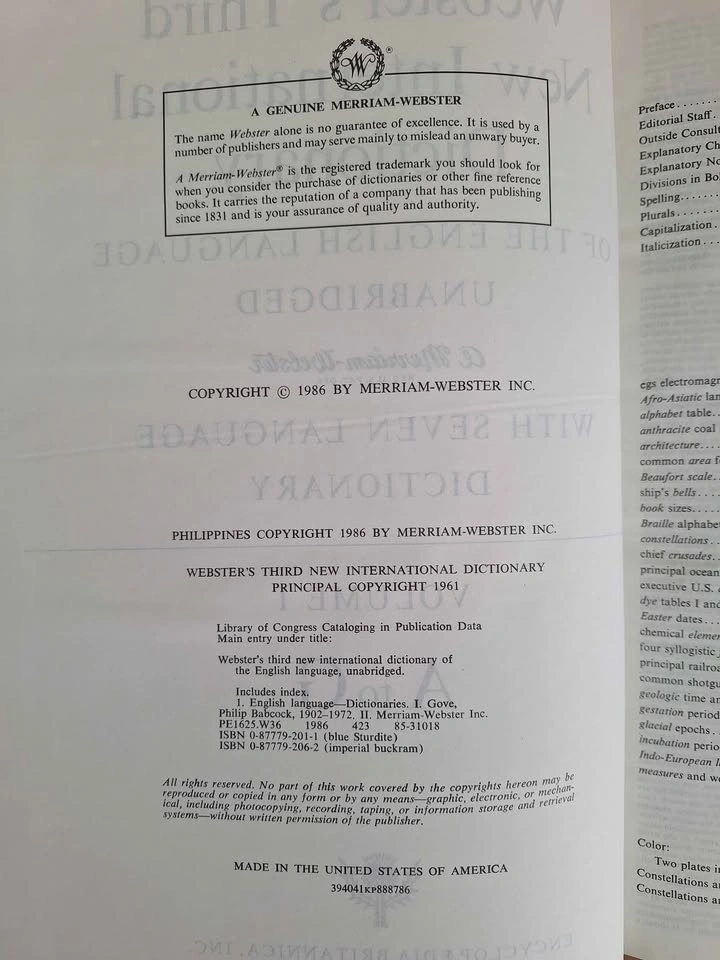 A GENUINE MERRIAM-WEBSTER
The name Webster alone is no guarantee of excellence. It is used by a
number of publishers and may serve mainly to mislead an unwary buyer.
A Merriam-Webster® is the registered trademark you should look for
when you consider the purchase of dictionaries or other fine reference
books. It carries the reputation of a company that has been publishing
since 1831 and is your assurance of quality and authority.
COPYRIGHT © 1986 BY MERRIAM-WEBSTER INC.
PHILIPPINES COPYRIGHT 1986 BY MERRIAM-WEBSTER INC.
WEBSTER'S THIRD NEW INTERNATIONAL DICTIONARY
PRINCIPAL COPYRIGHT 1961
Library of Congress Cataloging in Publication Data
Main entry under title:
Webster's third new international dictionary of
the English language, unabridged.
Includes index.
1. English language—Dictionaries. I. Gove,
Philip Babcock, 1902-1972. II. Merriam-Webster Inc.
PE1625.W36 1986 423 85-31018
ISBN 0-87779-201-1 (blue Sturdite)
ISBN 0-87779-206-2 (imperial buckram)
All rights reserved. No part of this work covered by the copyrights hereon may be
reproduced or copied in any form or by any means—graphic, electronic, or mechan-
ical, including photocopying, recording, taping, or information storage and retrieval
systems—without written permission of the publisher.
MADE IN THE UNITED STATES OF AMERICA
394041KP888786
Preface........
Editorial Staff.
Outside
Explanatory
Explanatory
Divisions in
Spelling.......
Plurals........
Capitalization.
Italicization...
egs
Afro-Asiatic
alphabet table..
anthracite coal
architecture....
common area
Beaufort scale..
ship's bells....
book sizes.....
Braille
constellations..
chief crusades..
principal
executive U.S.
dye tables I
Easter dates...
chemical
four syllogistic
principal
common
geologic time
gestation
glacial epochs..
incubation
Indo-European
measures and
Color:
Two plates
Constellations
Constellations